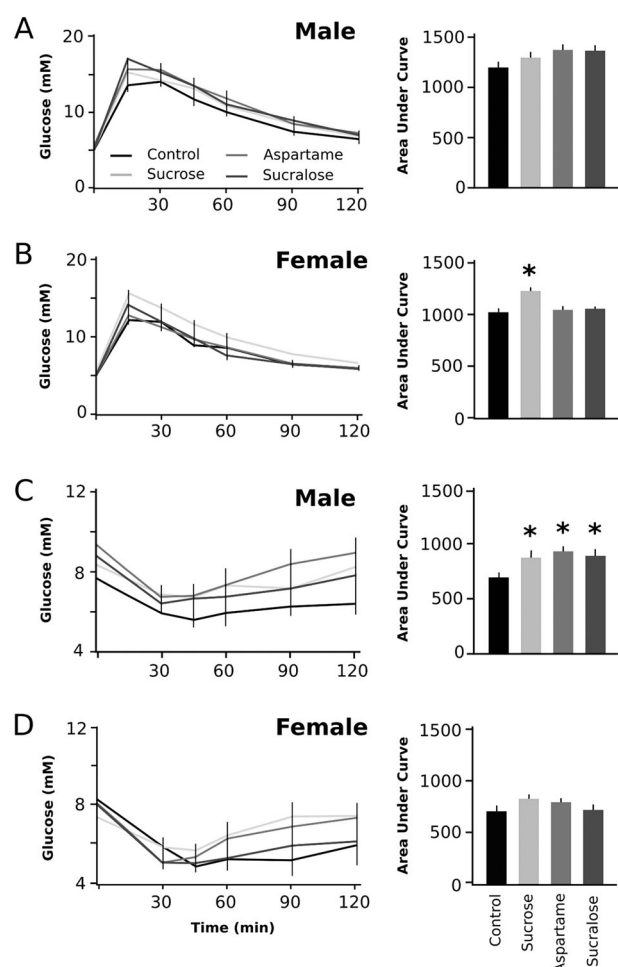 A
Male
20
10
0
Glucose (mM)
Control
Aspartame
Sucrose
Sucralose
30 60 90 120
1500
1000
500
0
Area Under Curve
B
Female
20
10
0
Glucose (mM)
30 60 90 120
1500
1000
500
0
Area Under Curve
*
C
Male
12
8
4
Glucose (mM)
30 60 90 120
1500
1000
500
0
Area Under Curve
* * *
D
Female
12
8
4
Glucose (mM)
30 60 90 120
Time (min)
1500
1000
500
0
Area Under Curve
Control
Sucrose
Aspartame
Sucralose